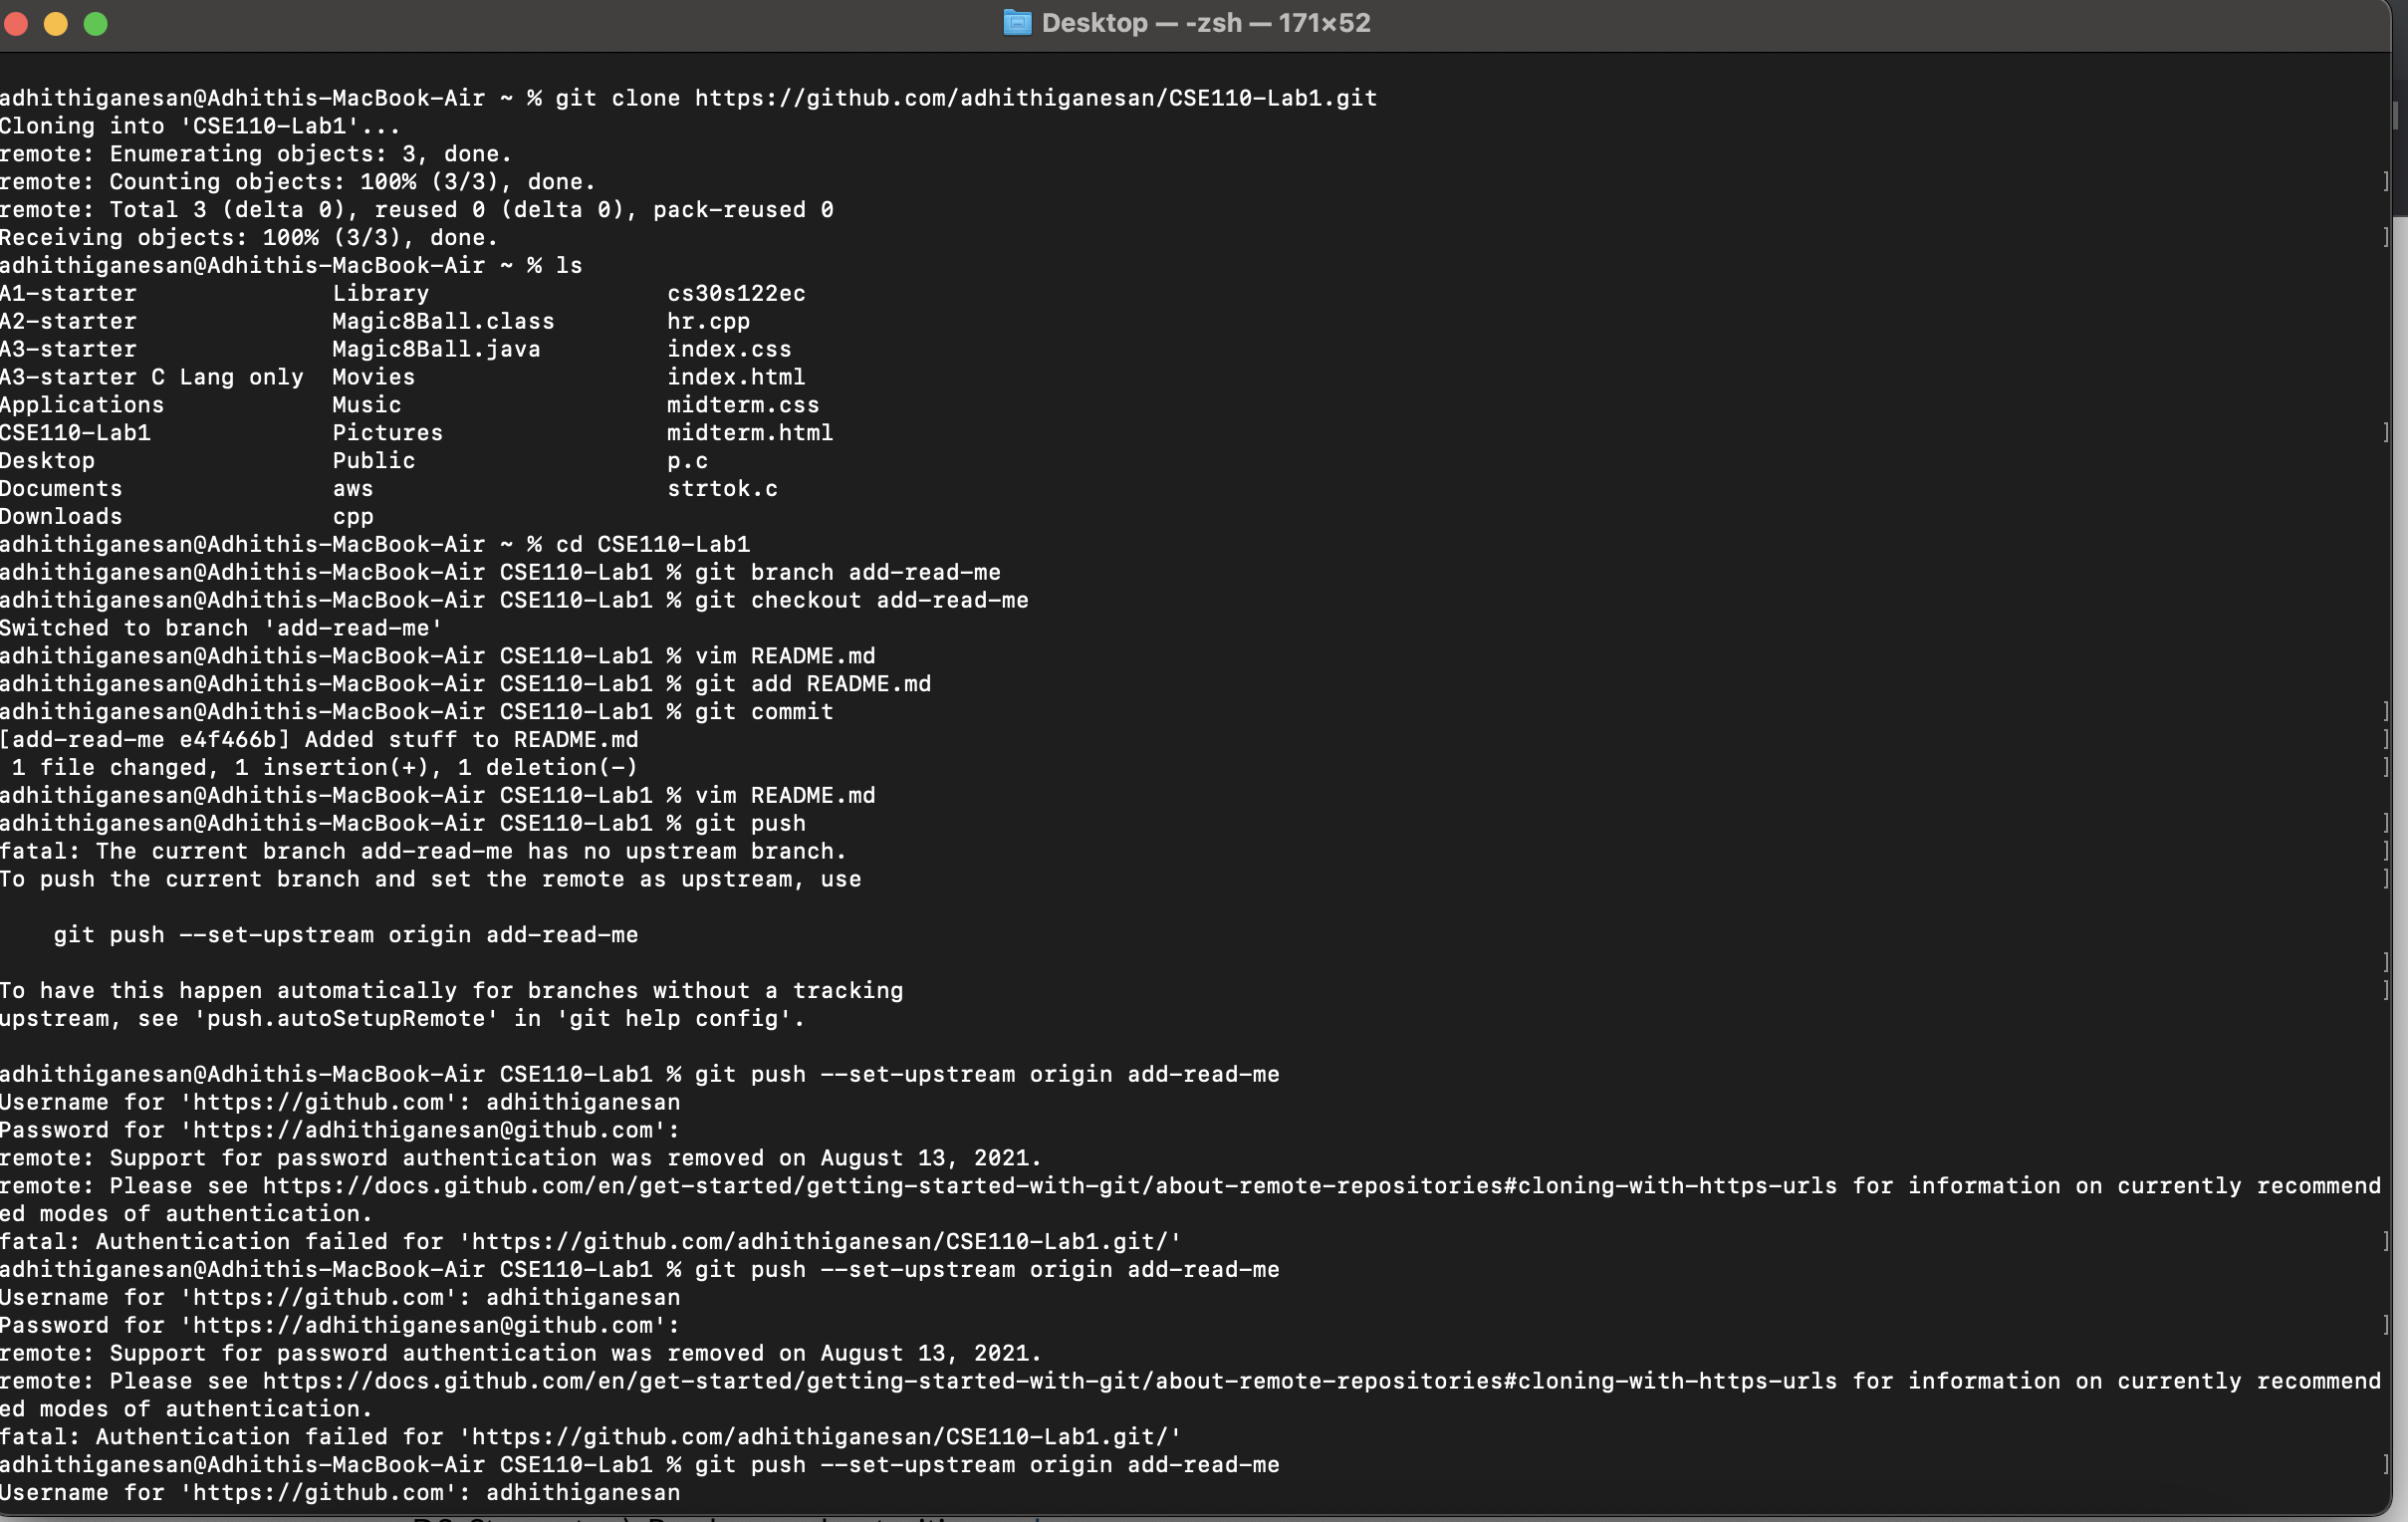 Desktop — -zsh — 171×52
adhithiganesan@Adhithis-MacBook-Air ~ % git clone https://github.com/adhithiganesan/CSE110-Lab1.git
Cloning into 'CSE110-Lab1'...
remote: Enumerating objects: 3, done.
remote: Counting objects: 100% (3/3), done.
remote: Total 3 (delta 0), reused 0 (delta 0), pack-reused 0
Receiving objects: 100% (3/3), done.
adhithiganesan@Adhithis-MacBook-Air ~ % ls
A1-starter Library cs30s122ec
A2-starter Magic8Ball.class hr.cpp
A3-starter Magic8Ball.java index.css
A3-starter C Lang only Movies index.html
Applications Music midterm.css
CSE110-Lab1 Pictures midterm.html
Desktop Public p.c
Documents aws strtok.c
Downloads cpp
adhithiganesan@Adhithis-MacBook-Air ~ % cd CSE110-Lab1
adhithiganesan@Adhithis-MacBook-Air CSE110-Lab1 % git branch add-read-me
adhithiganesan@Adhithis-MacBook-Air CSE110-Lab1 % git checkout add-read-me
Switched to branch 'add-read-me'
adhithiganesan@Adhithis-MacBook-Air CSE110-Lab1 % vim README.md
adhithiganesan@Adhithis-MacBook-Air CSE110-Lab1 % git add README.md
adhithiganesan@Adhithis-MacBook-Air CSE110-Lab1 % git commit
[add-read-me e4f466b] Added stuff to README.md
1 file changed, 1 insertion(+), 1 deletion(-)
adhithiganesan@Adhithis-MacBook-Air CSE110-Lab1 % vim README.md
adhithiganesan@Adhithis-MacBook-Air CSE110-Lab1 % git push
fatal: The current branch add-read-me has no upstream branch.
To push the current branch and set the remote as upstream, use
git push --set-upstream origin add-read-me
To have this happen automatically for branches without a tracking
upstream, see 'push.autoSetupRemote' in 'git help config'.
adhithiganesan@Adhithis-MacBook-Air CSE110-Lab1 % git push --set-upstream origin add-read-me
Username for 'https://github.com': adhithiganesan
Password for 'https://adhithiganesan@github.com':
remote: Support for password authentication was removed on August 13, 2021.
remote: Please see https://docs.github.com/en/get-started/getting-started-with-git/about-remote-repositories#cloning-with-https-urls for information on currently recommend
ed modes of authentication.
fatal: Authentication failed for 'https://github.com/adhithiganesan/CSE110-Lab1.git/'
adhithiganesan@Adhithis-MacBook-Air CSE110-Lab1 % git push --set-upstream origin add-read-me
Username for 'https://github.com': adhithiganesan
Password for 'https://adhithiganesan@github.com':
remote: Support for password authentication was removed on August 13, 2021.
remote: Please see https://docs.github.com/en/get-started/getting-started-with-git/about-remote-repositories#cloning-with-https-urls for information on currently recommend
ed modes of authentication.
fatal: Authentication failed for 'https://github.com/adhithiganesan/CSE110-Lab1.git/'
adhithiganesan@Adhithis-MacBook-Air CSE110-Lab1 % git push --set-upstream origin add-read-me
Username for 'https://github.com': adhithiganesan